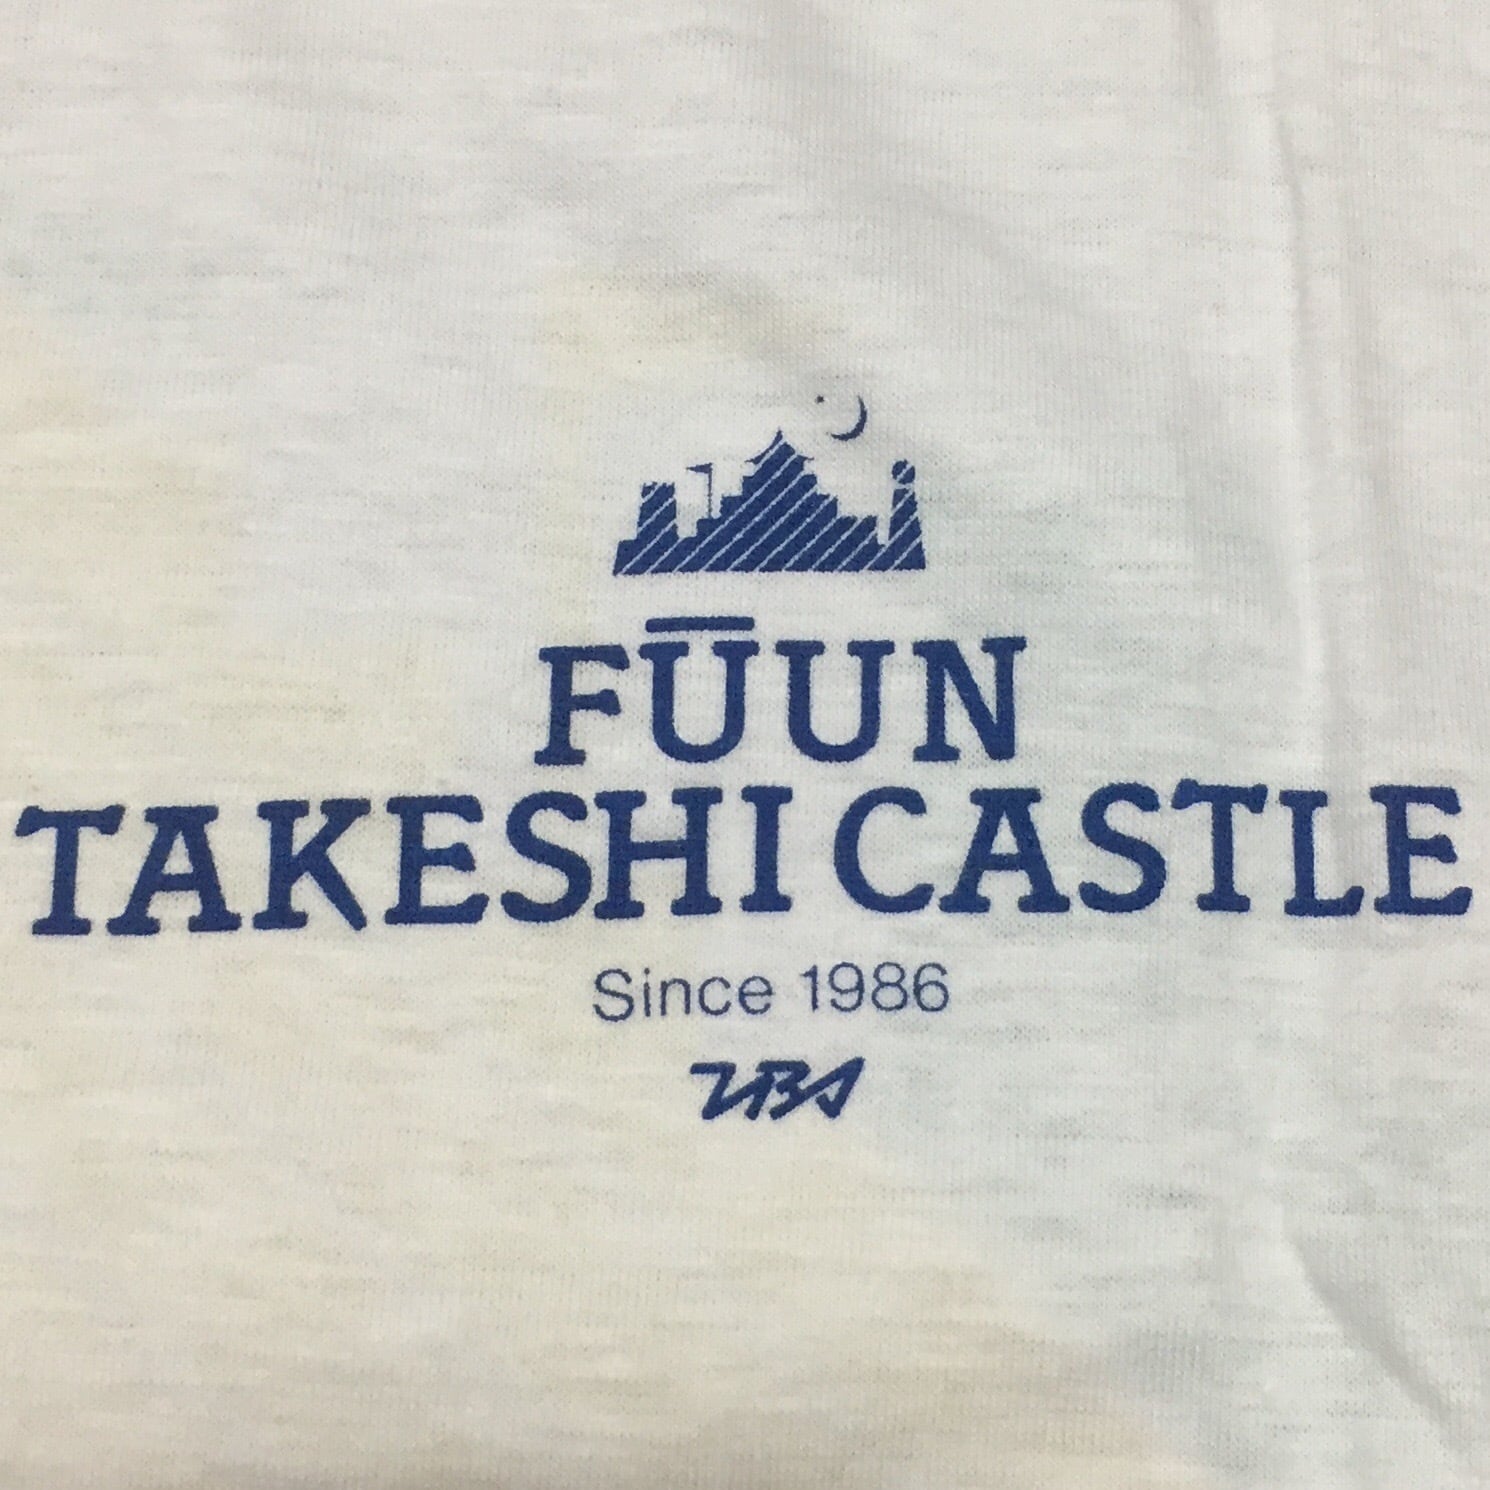 FŪUN
TAKESHI CASTLE
Since 1986
TBS